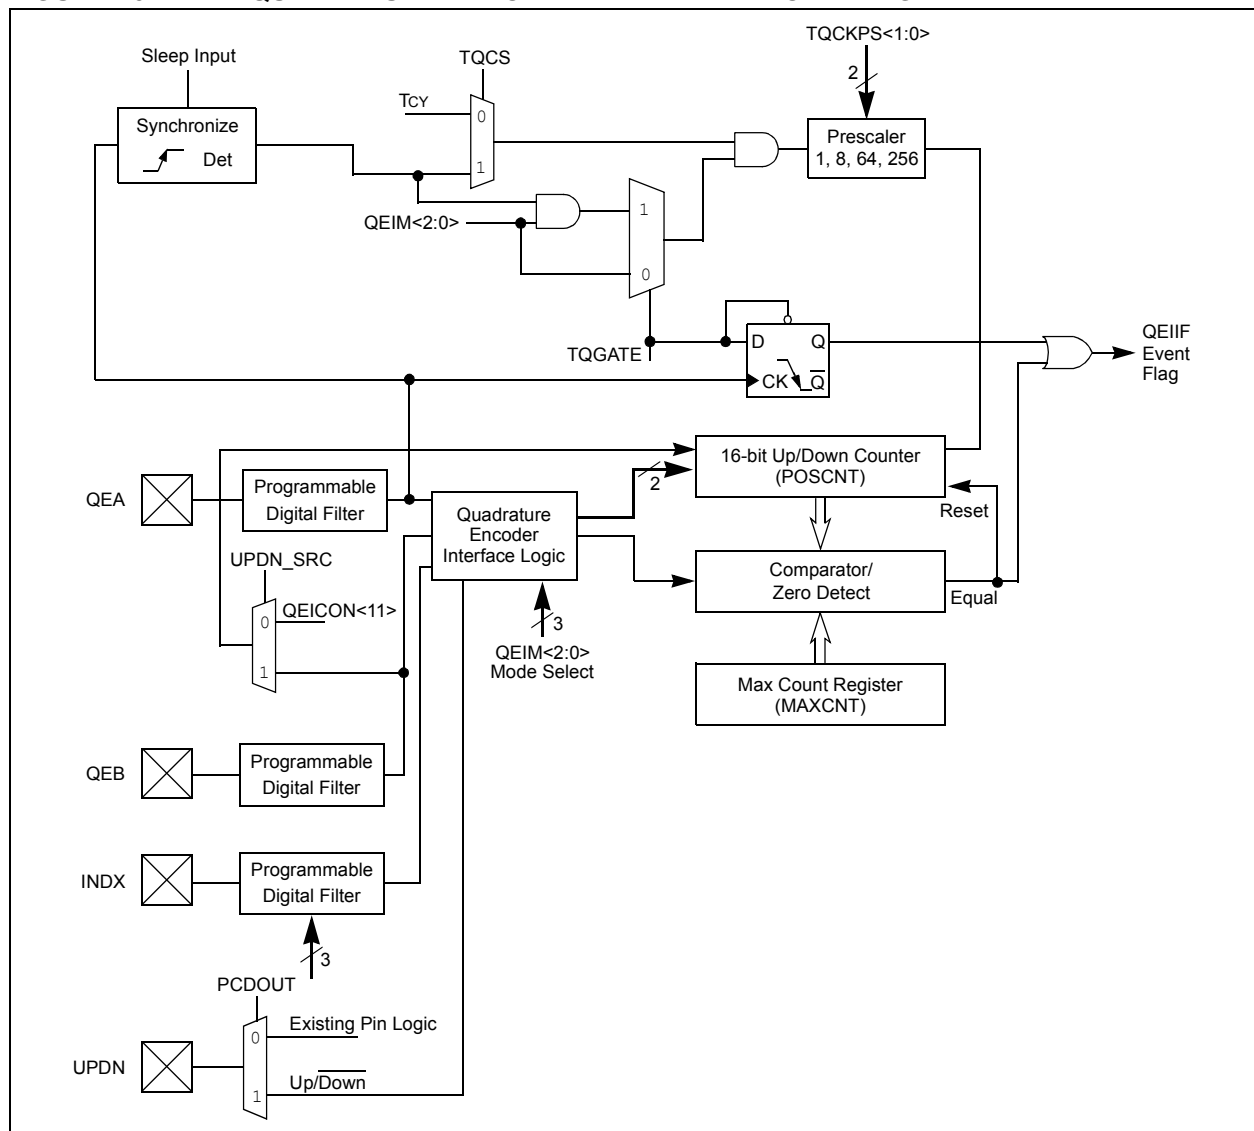 TQCKPS<1:0>
Sleep Input
TQCS
2
TCY
0
Synchronize
Det
1
Prescaler
1, 8, 64, 256
QEIM<2:0>
1
0
TQGATE
D
Q
CK
Q
QEIIF
Event
Flag
16-bit Up/Down Counter
(POSCNT)
2
QEA
Programmable
Digital Filter
Quadrature
Encoder
Interface Logic
Reset
UPDN_SRC
Comparator/
Zero Detect
Equal
0
QEICON<11>
1
3
QEIM<2:0>
Mode Select
Max Count Register
(MAXCNT)
QEB
Programmable
Digital Filter
INDX
Programmable
Digital Filter
3
PCDOUT
0
Existing Pin Logic
UPDN
1
Up/Down